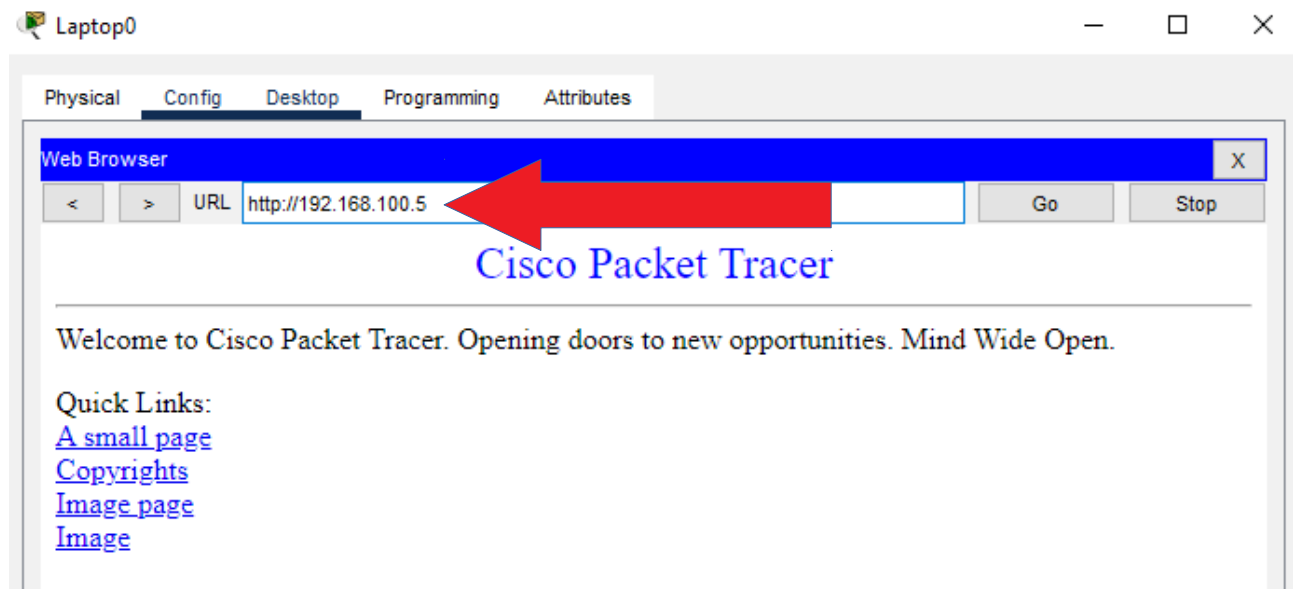 Laptop0
Physical Config Desktop Programming Attributes
Web Browser X
< > URL http://192.168.100.5 Go Stop
Cisco Packet Tracer
Welcome to Cisco Packet Tracer. Opening doors to new opportunities. Mind Wide Open.
Quick Links:
A small page
Copyrights
Image page
Image